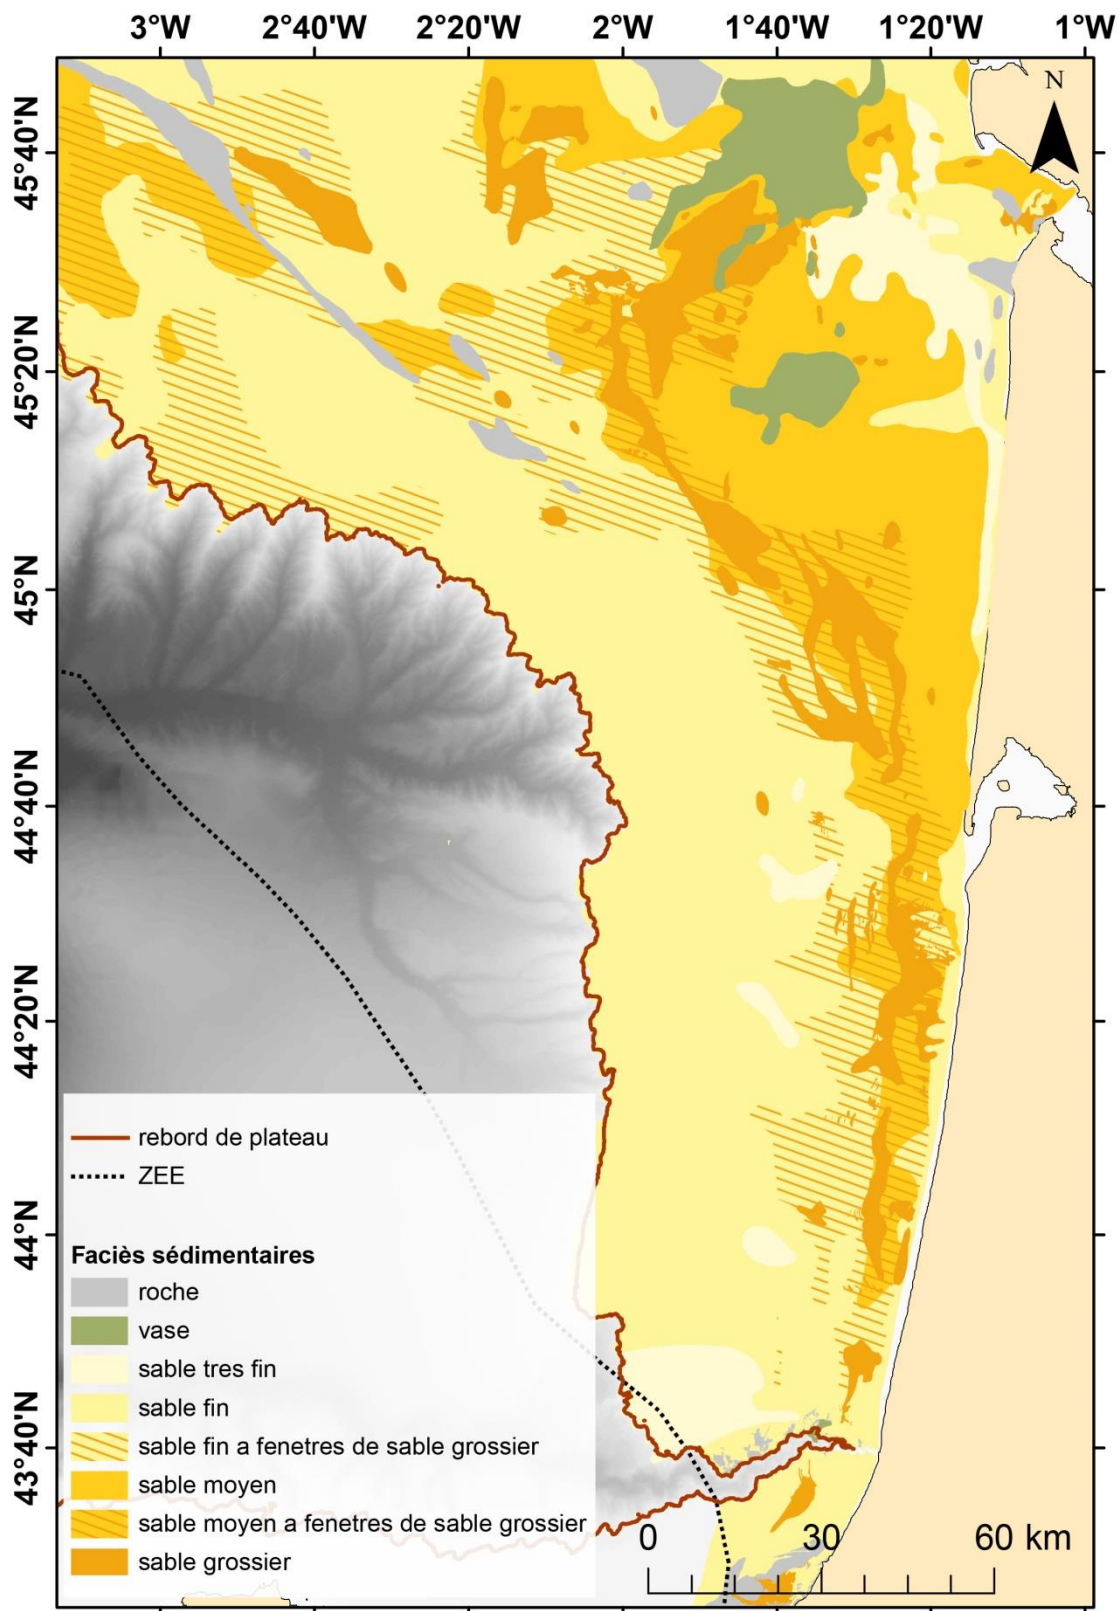 3°W 2°40'W 2°20'W 2°W 1°40'W 1°20'W 1°W
N
45°40'N
45°20'N
45°N
44°40'N
44°20'N
44°N
43°40'N
rebord de plateau
ZEE
Faciès sédimentaires
roche
vase
sable tres fin
sable fin
sable fin a fenetres de sable grossier
sable moyen
sable moyen a fenetres de sable grossier
sable grossier
0 30 60 km